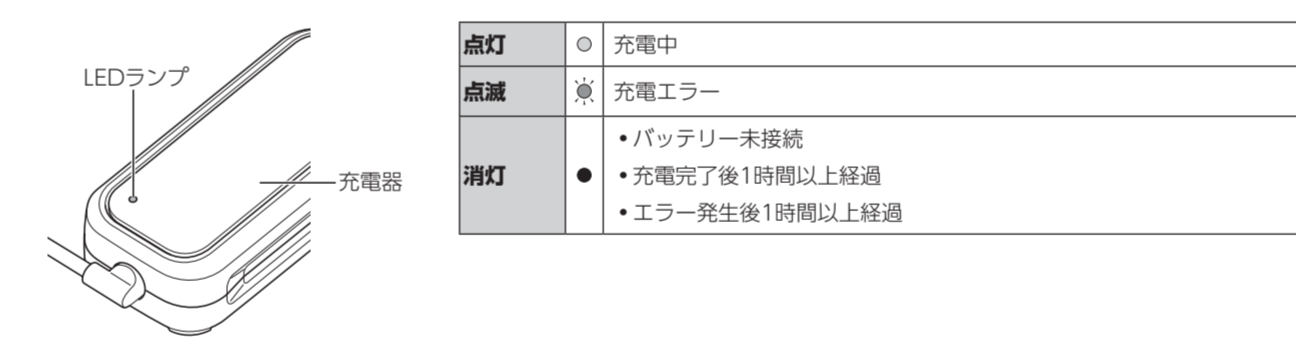 LEDランプ
充電器
点灯 充電中
点滅 充電エラー
消灯
•バッテリー未接続
•充電完了後1時間以上経過
•エラー発生後1時間以上経過